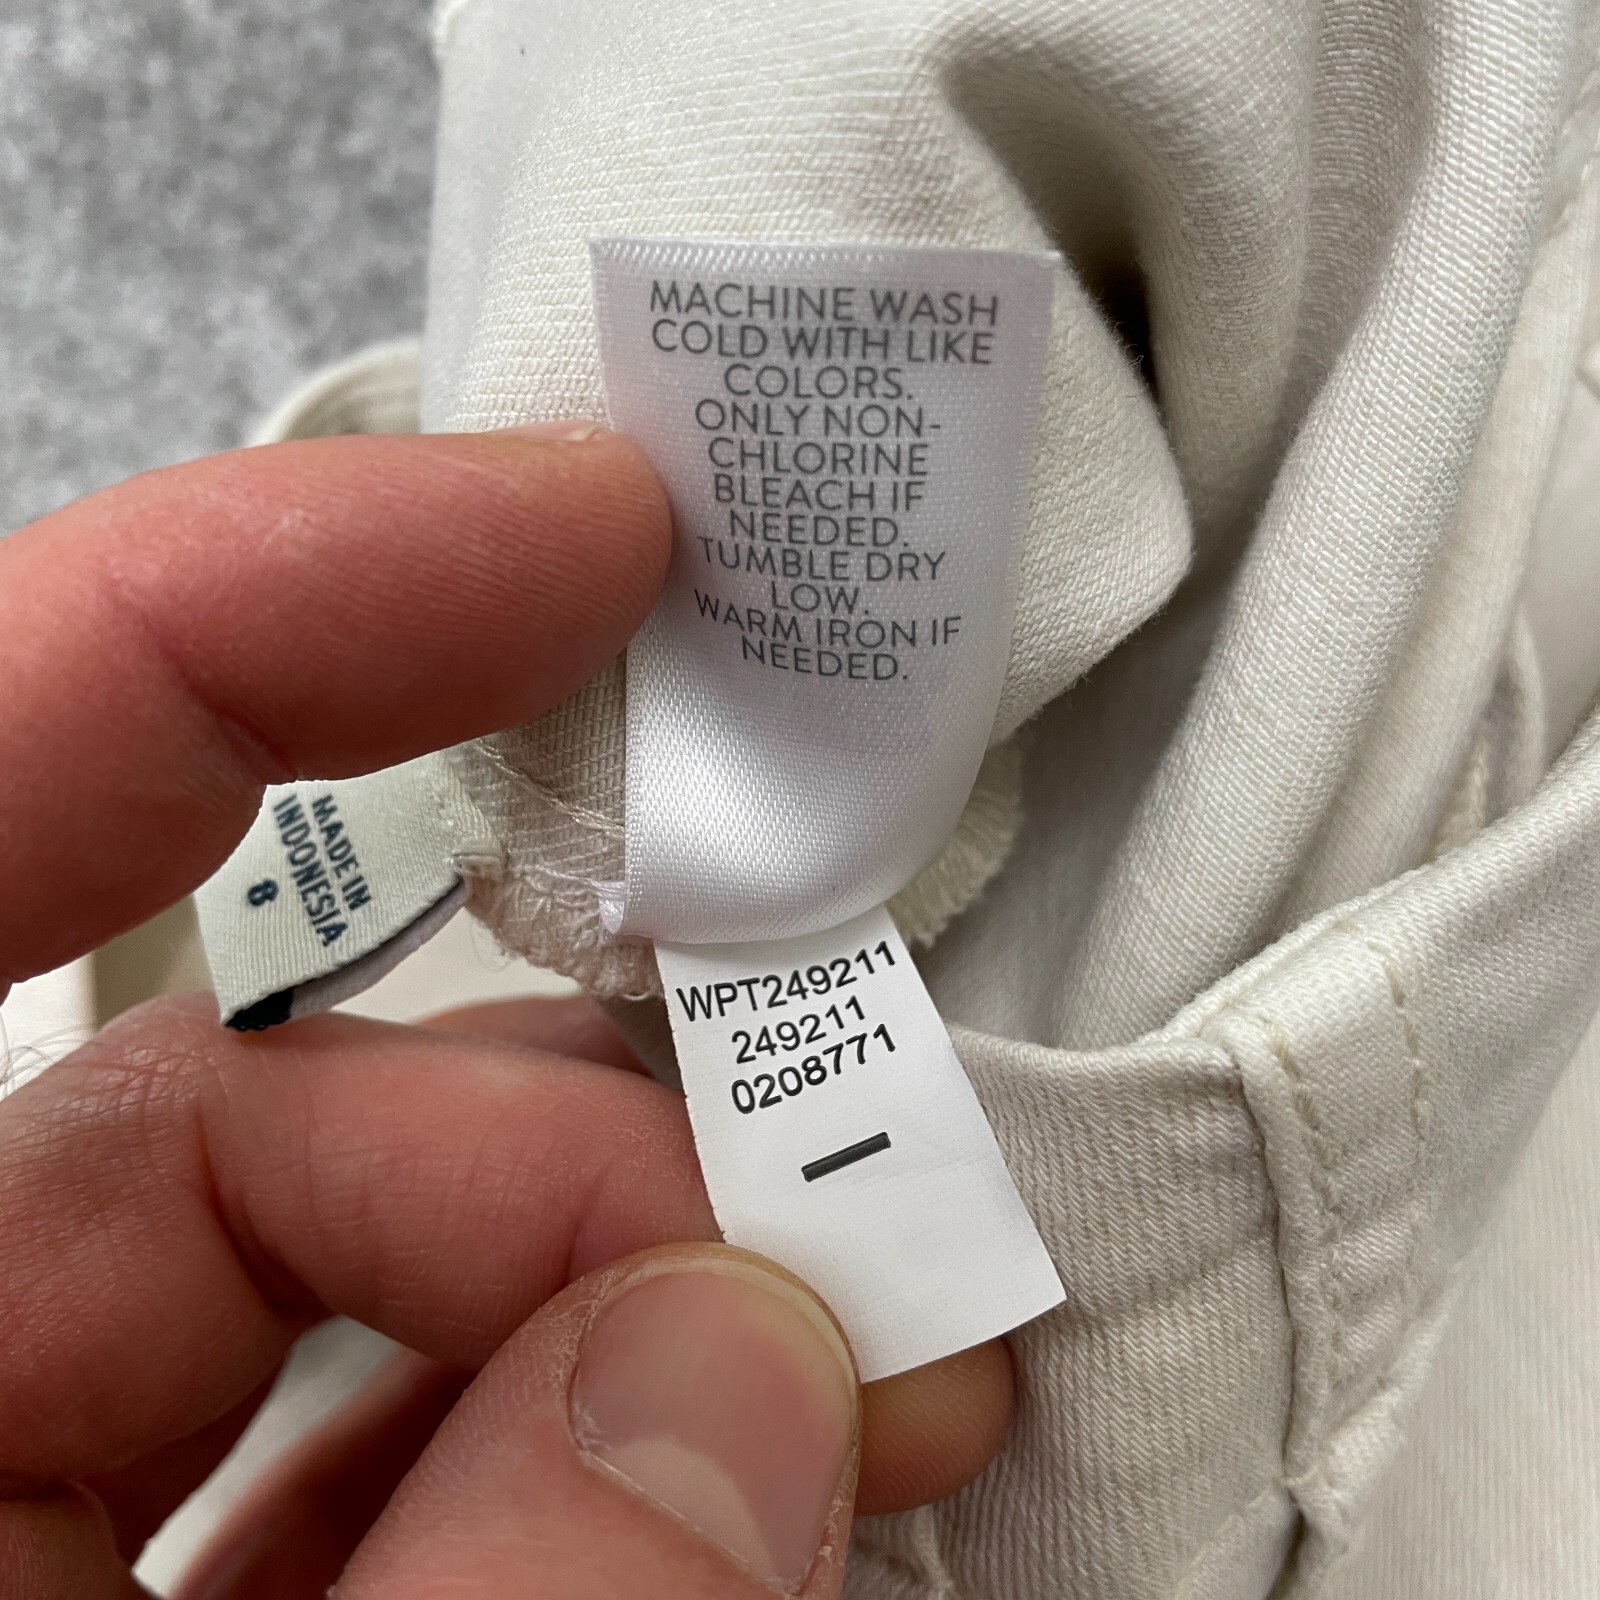 MACHINE WASH
COLD WITH LIKE
COLORS.
ONLY NON-
CHLORINE
BLEACH IF
NEEDED.
TUMBLE DRY
LOW.
WARM IRON IF
NEEDED.
MADE IN
INDONESIA
8
WPT249211
249211
0208771